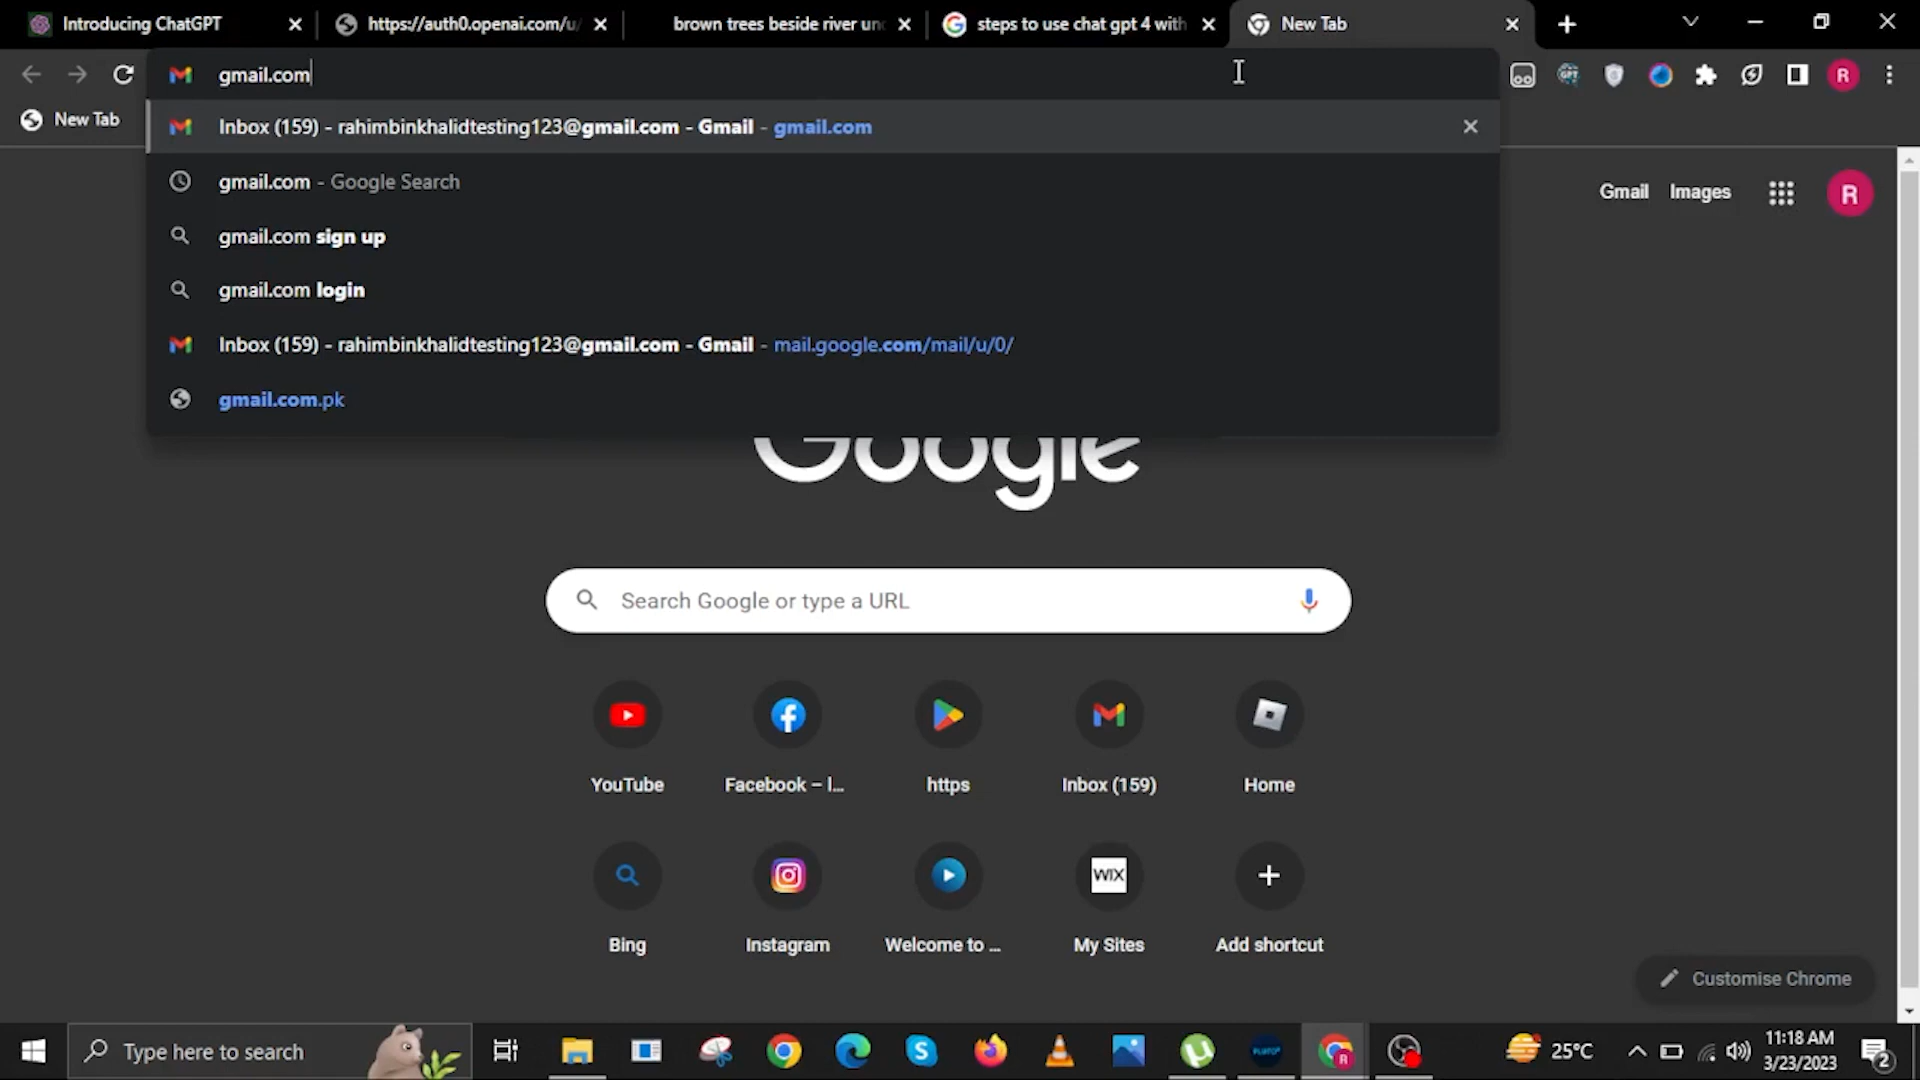 Introducing ChatGPT
https://auth0.openai.com/u/
brown trees beside river un
steps to use chat gpt 4 with
New Tab
gmail.com
R
New Tab
Inbox (159) - rahimbinkhalidtesting123@gmail.com - Gmail - gmail.com
gmail.com - Google Search
gmail.com sign up
gmail.com login
Inbox (159) - rahimbinkhalidtesting123@gmail.com - Gmail - mail.google.com/mail/u/0/
gmail.com.pk
Gmail
Images
R
Google
Search Google or type a URL
YouTube
Facebook – l...
https
Inbox (159)
Home
WIX
Bing
Instagram
Welcome to ...
My Sites
Add shortcut
Customise Chrome
Type here to search
25°C
11:18 AM
3/23/2023
2